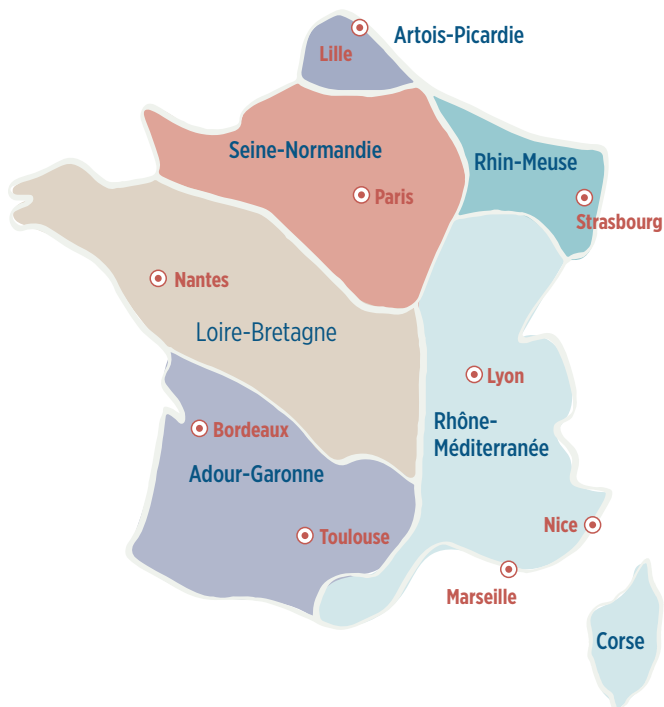 Artois-Picardie
Lille
Seine-Normandie
Rhin-Meuse
Paris
Strasbourg
Nantes
Loire-Bretagne
Lyon
Bordeaux
Rhône-
Méditerranée
Adour-Garonne
Nice
Toulouse
Marseille
Corse